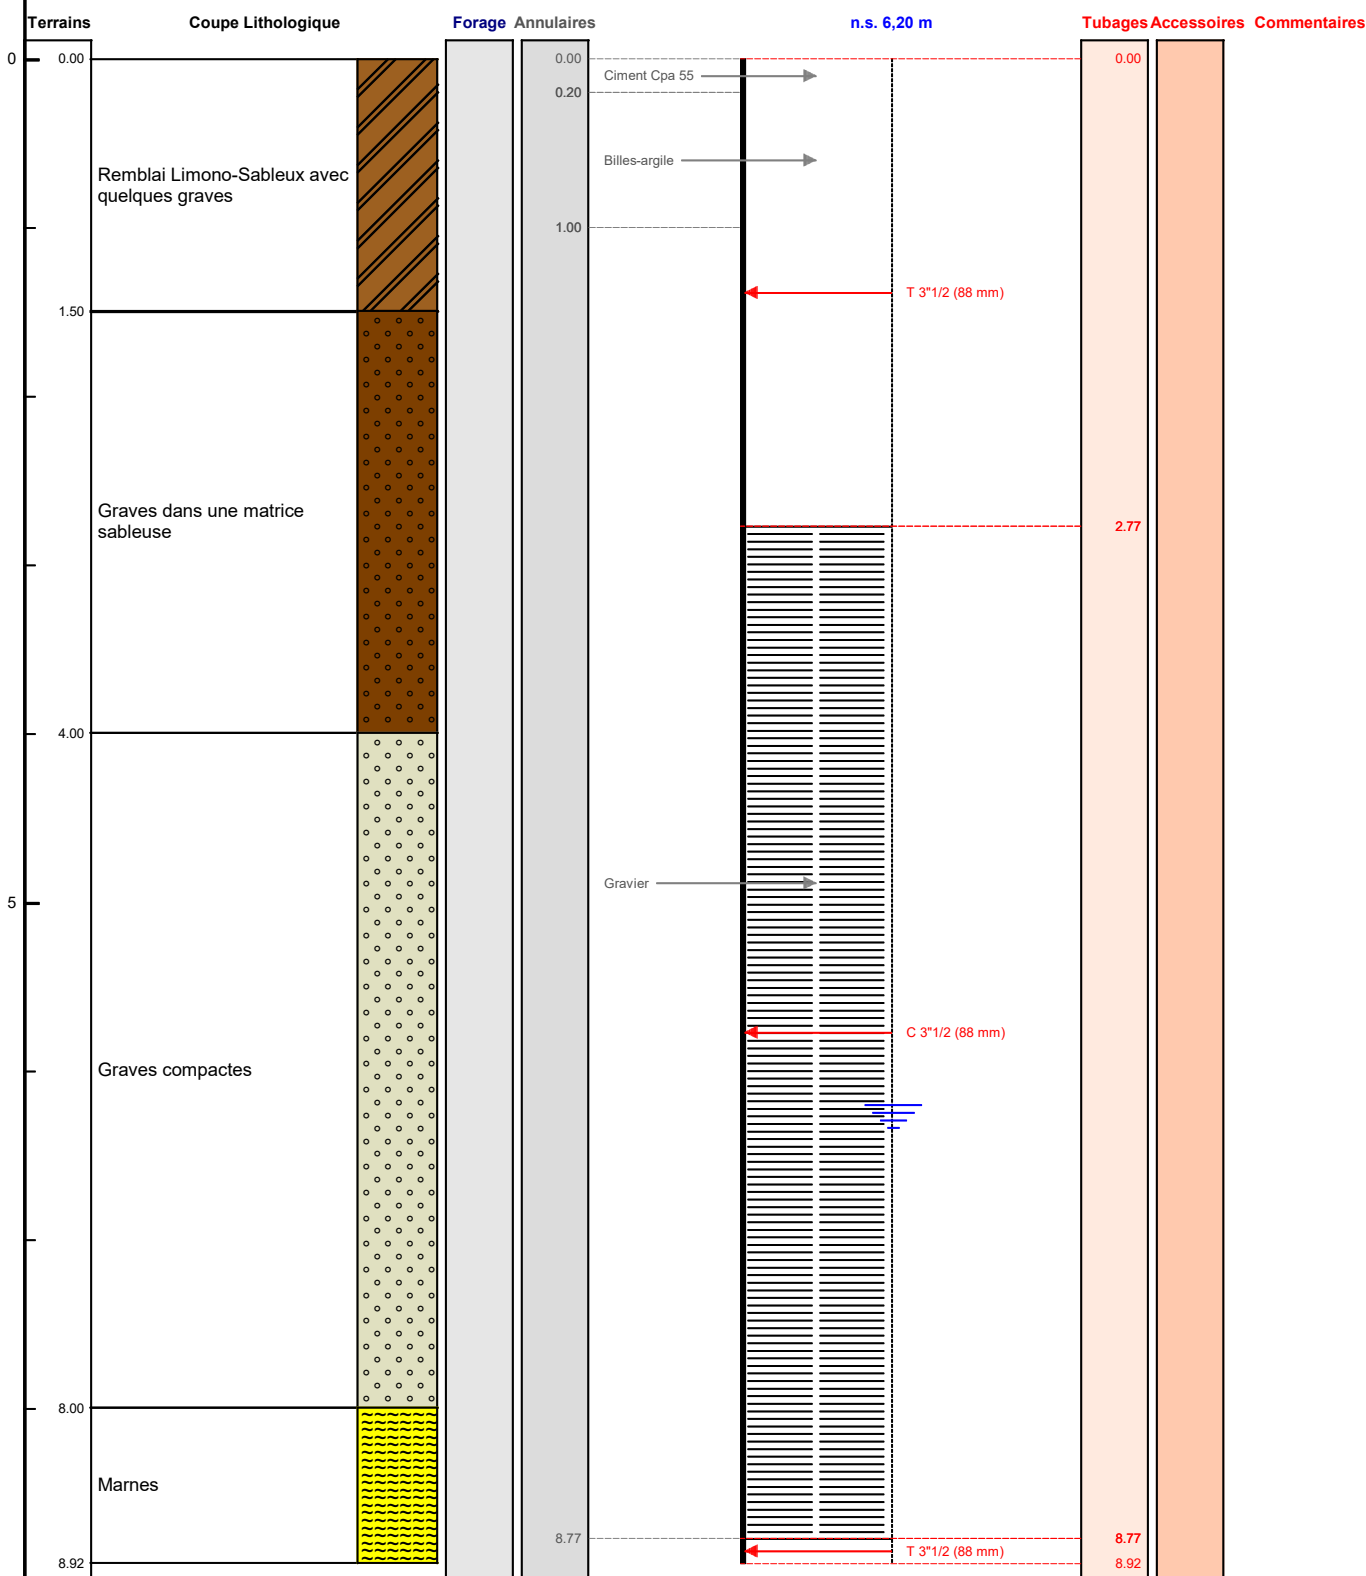 Terrains Coupe Lithologique Forage Annulaires n.s. 6,20 m Tubages Accessoires Commentaires
0 0.00 0.00 0.00
Ciment Cpa 55
0.20
Billes-argile
Remblai Limono-Sableux avec
quelques graves
1.00
T 3"1/2 (88 mm)
1.50
Graves dans une matrice
sableuse
2.77
4.00
Gravier
5
C 3"1/2 (88 mm)
Graves compactes
8.00
Marnes
8.77 8.77
T 3"1/2 (88 mm)
8.92 8.92